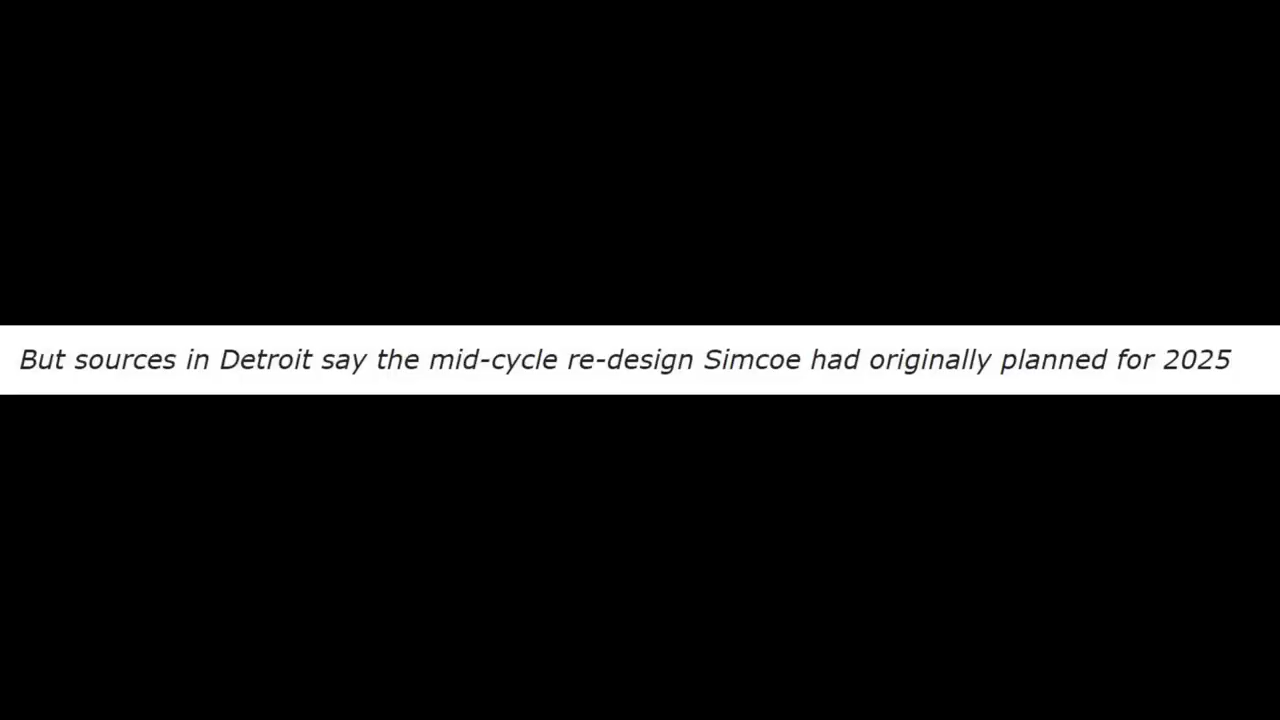 But sources in Detroit say the mid-cycle re-design Simcoe had originally planned for 2025